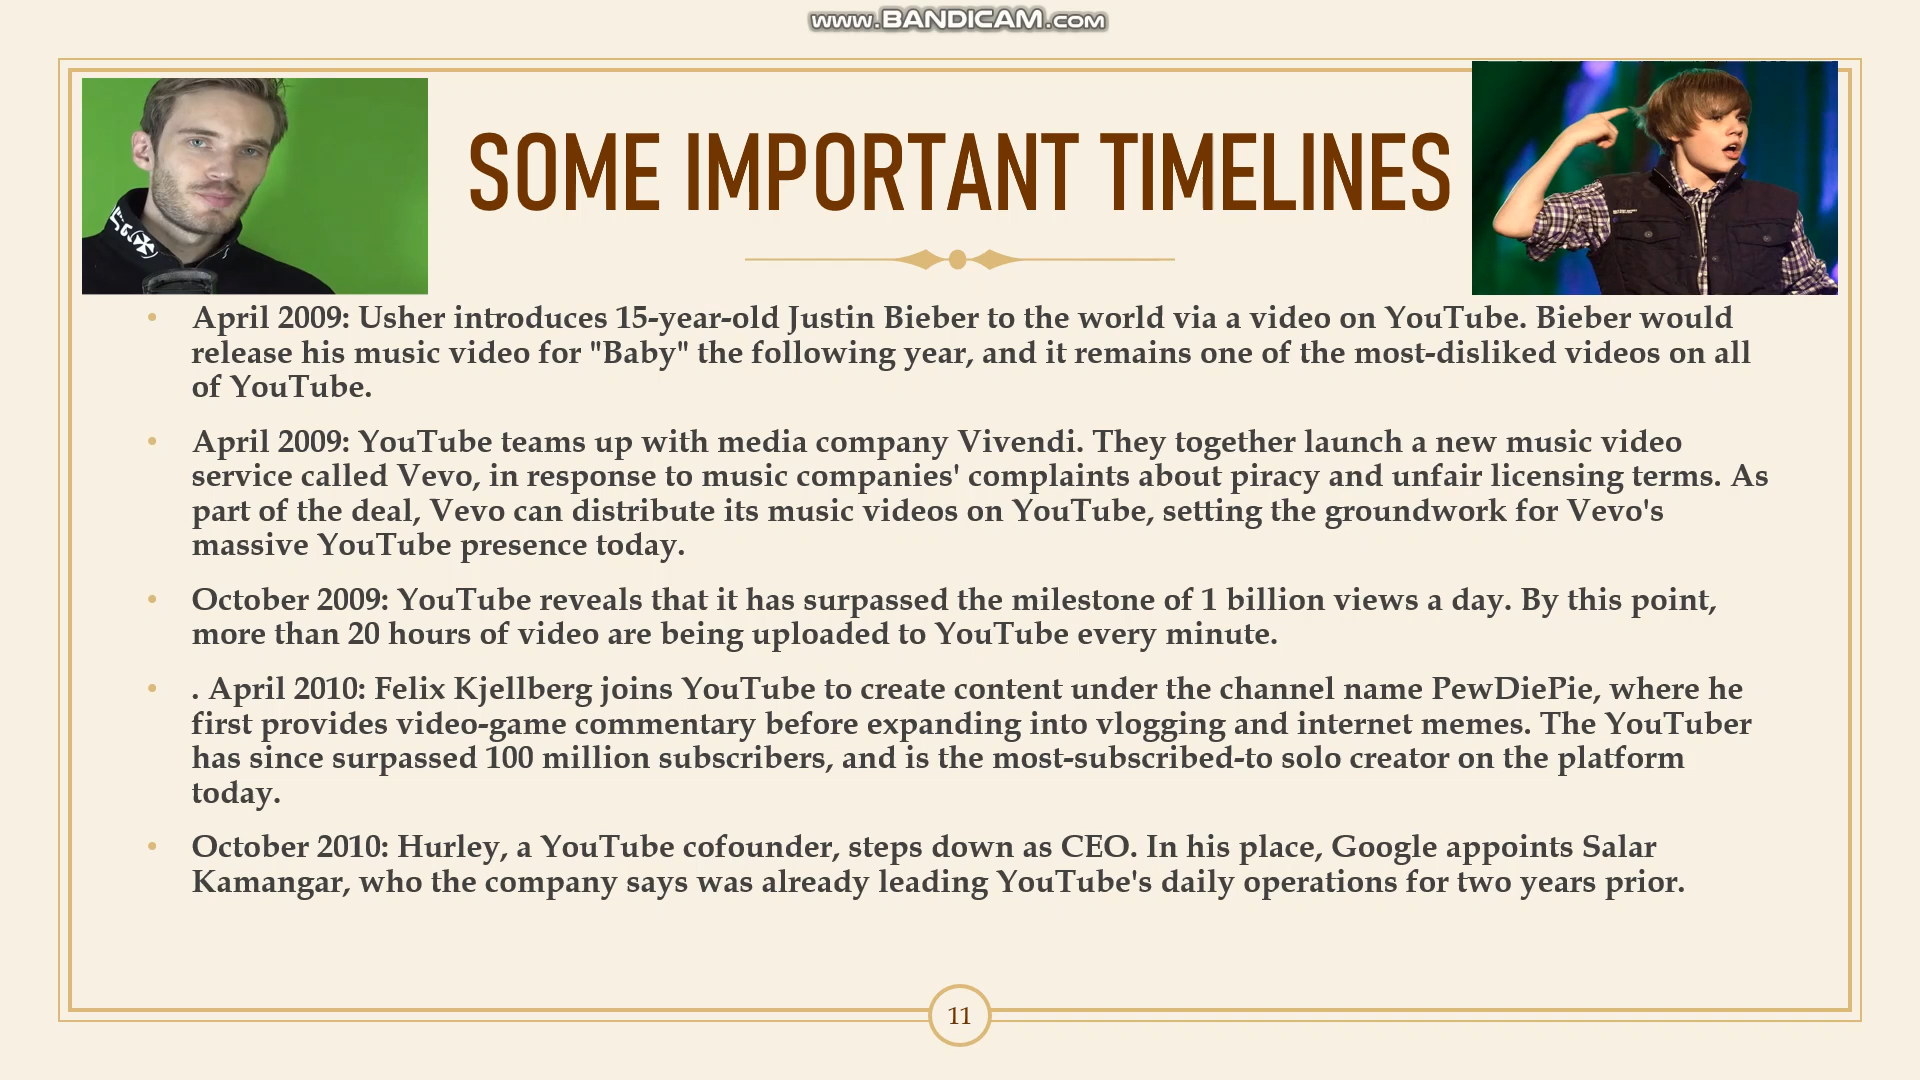 www.BANDICAM.com
SOME IMPORTANT TIMELINES
• April 2009: Usher introduces 15-year-old Justin Bieber to the world via a video on YouTube. Bieber would
release his music video for "Baby" the following year, and it remains one of the most-disliked videos on all
of YouTube.
• April 2009: YouTube teams up with media company Vivendi. They together launch a new music video
service called Vevo, in response to music companies' complaints about piracy and unfair licensing terms. As
part of the deal, Vevo can distribute its music videos on YouTube, setting the groundwork for Vevo's
massive YouTube presence today.
• October 2009: YouTube reveals that it has surpassed the milestone of 1 billion views a day. By this point,
more than 20 hours of video are being uploaded to YouTube every minute.
• . April 2010: Felix Kjellberg joins YouTube to create content under the channel name PewDiePie, where he
first provides video-game commentary before expanding into vlogging and internet memes. The YouTuber
has since surpassed 100 million subscribers, and is the most-subscribed-to solo creator on the platform
today.
• October 2010: Hurley, a YouTube cofounder, steps down as CEO. In his place, Google appoints Salar
Kamangar, who the company says was already leading YouTube's daily operations for two years prior.
11